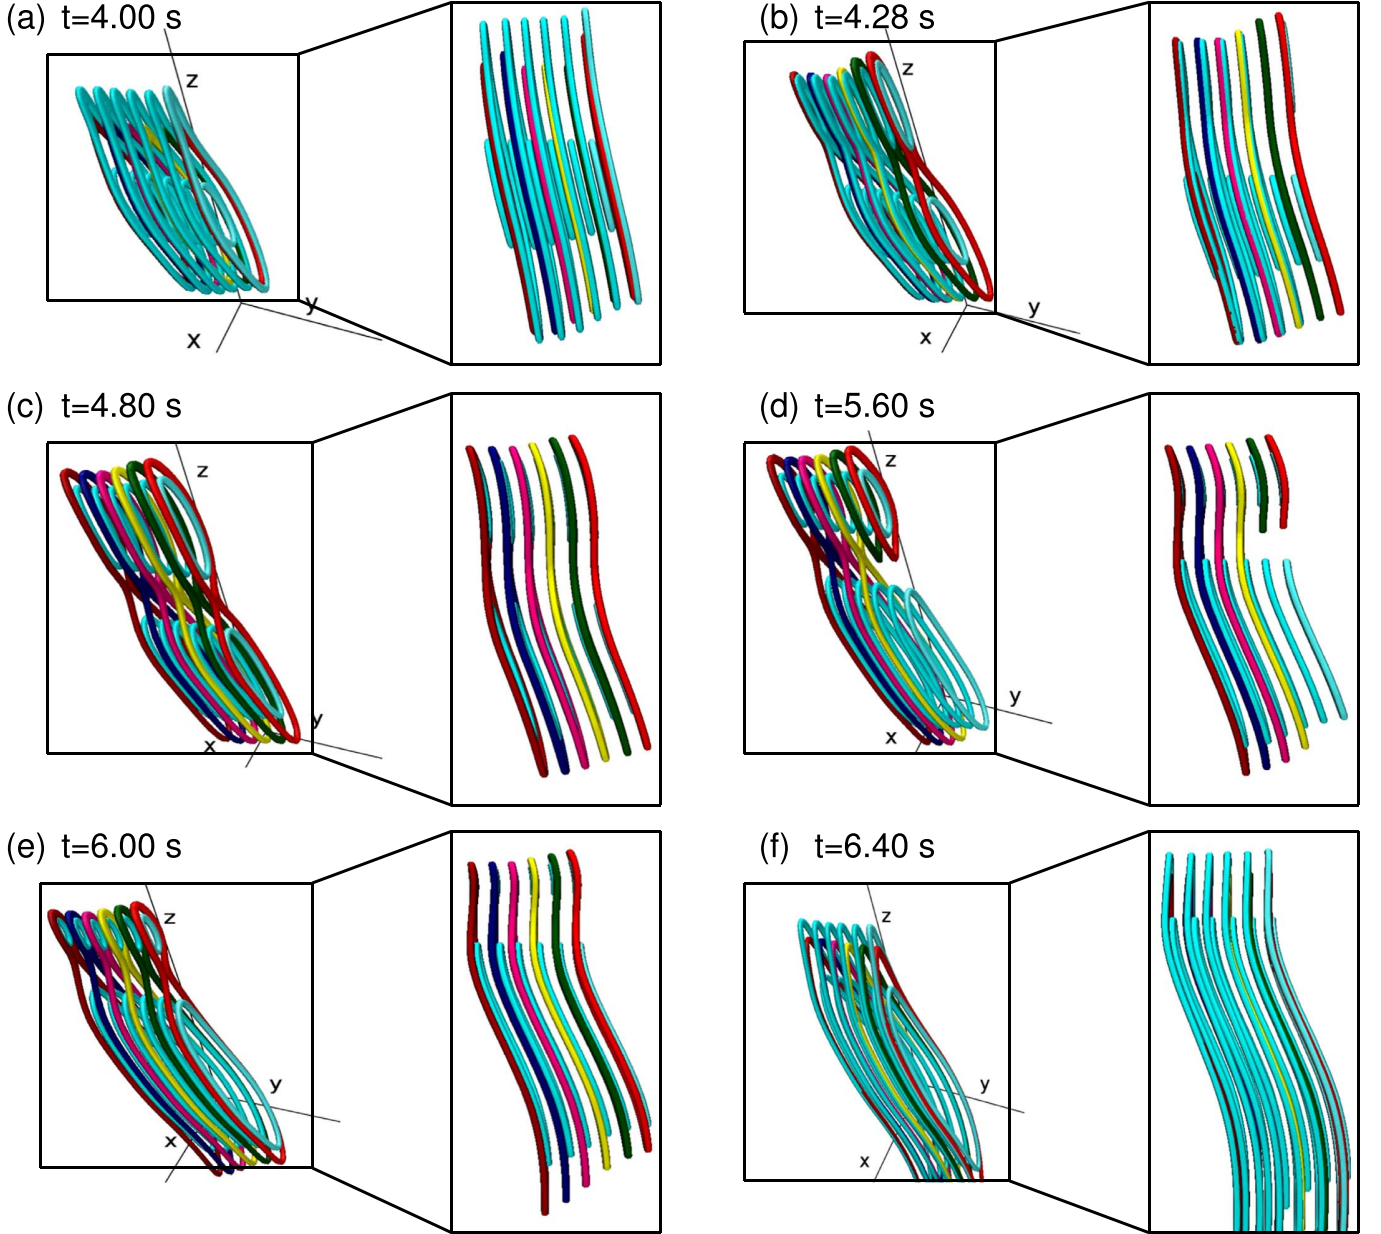 (a) t=4.00 s
z
y
x
(b) t=4.28 s
z
y
x
(c) t=4.80 s
z
y
x
(d) t=5.60 s
z
y
x
(e) t=6.00 s
z
y
x
(f) t=6.40 s
z
y
x